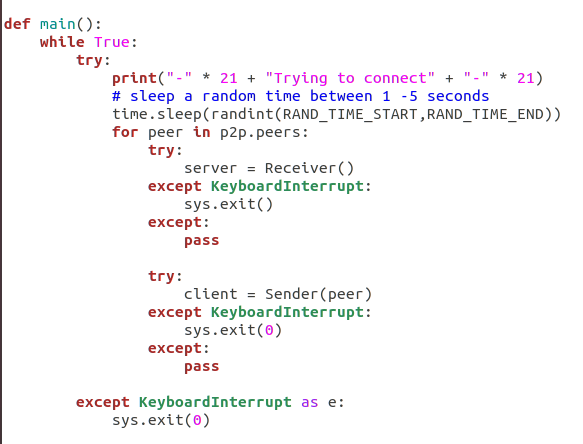 def main():
    while True:
        try:
            print("-" * 21 + "Trying to connect" + "-" * 21)
            # sleep a random time between 1 -5 seconds
            time.sleep(randint(RAND_TIME_START,RAND_TIME_END))
            for peer in p2p.peers:
                try:
                    server = Receiver()
                except KeyboardInterrupt:
                    sys.exit()
                except:
                    pass

                try:
                    client = Sender(peer)
                except KeyboardInterrupt:
                    sys.exit(0)
                except:
                    pass

        except KeyboardInterrupt as e:
            sys.exit(0)